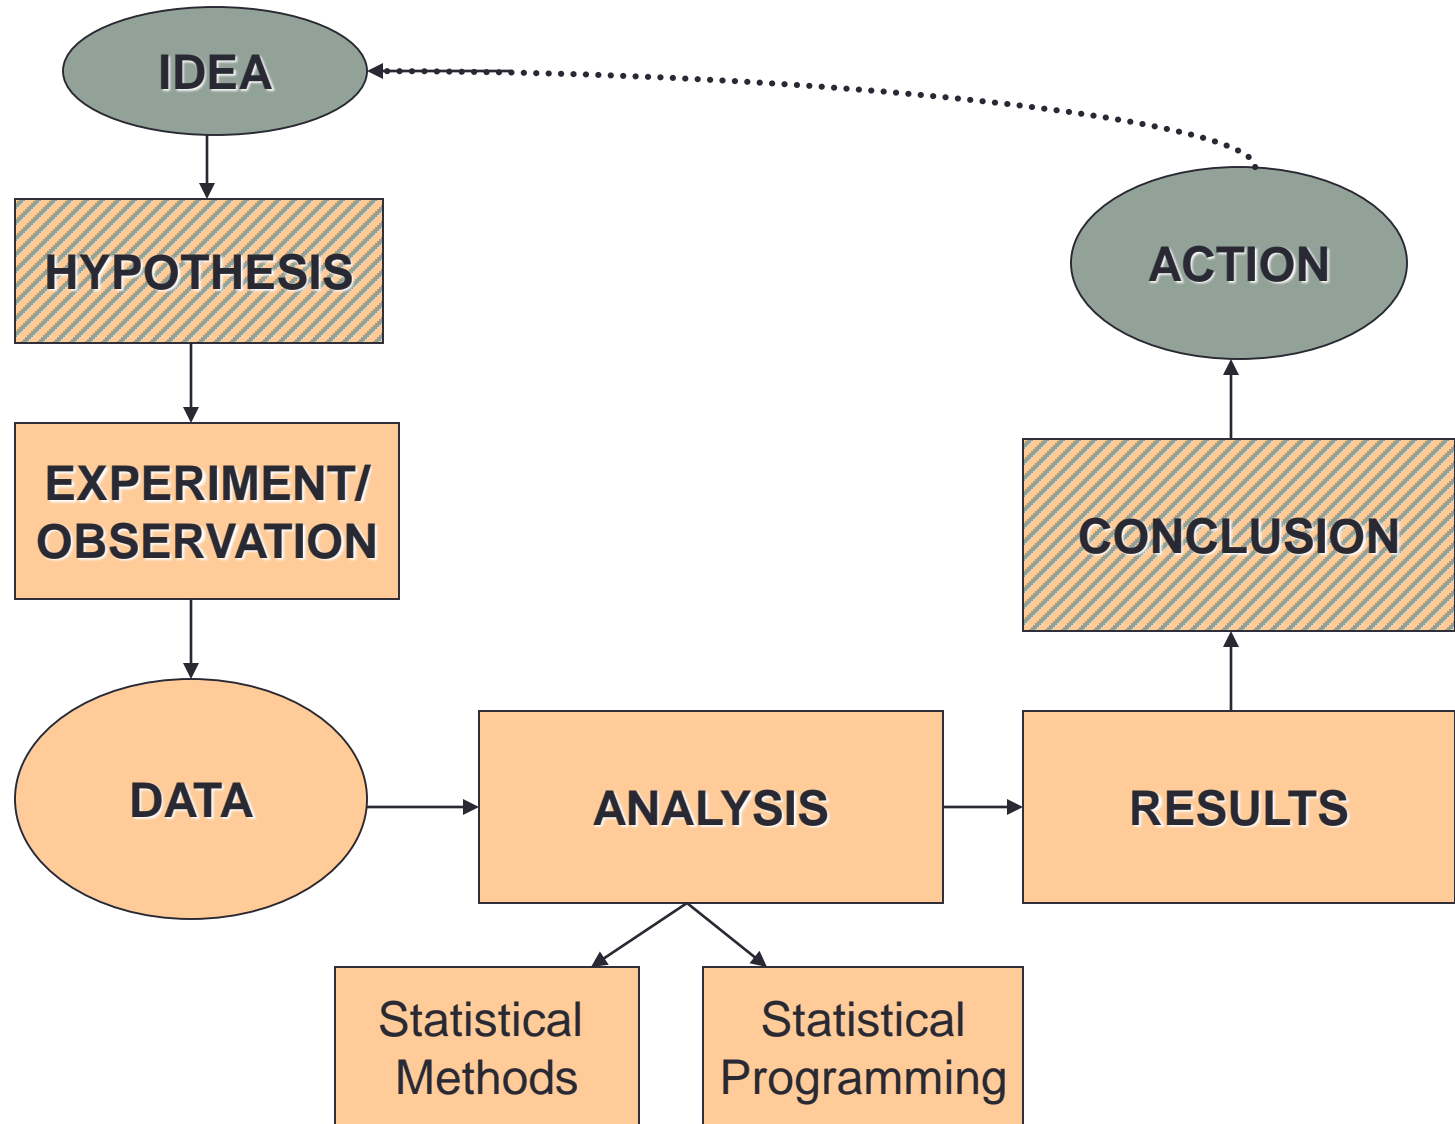 IDEA
HYPOTHESIS
ACTION
EXPERIMENT/
OBSERVATION
CONCLUSION
DATA
ANALYSIS
RESULTS
Statistical
Methods
Statistical
Programming